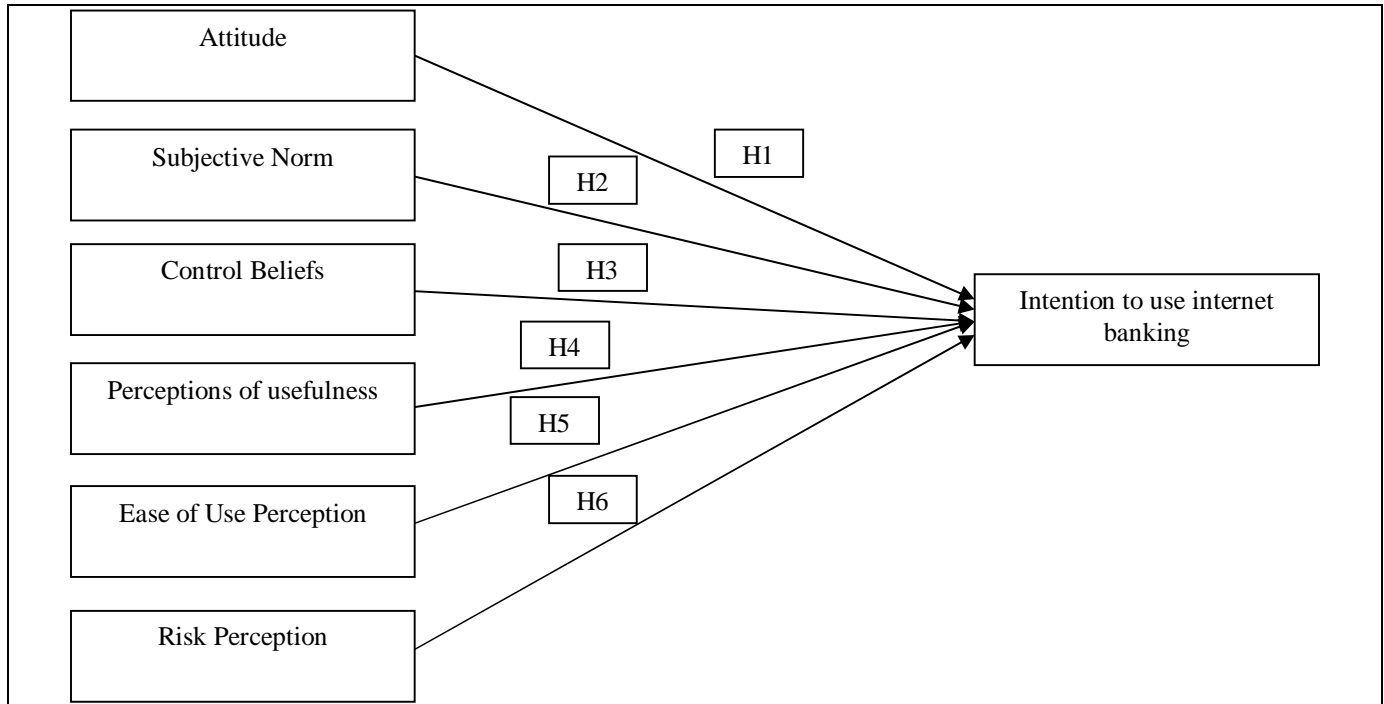 Attitude
Subjective Norm
Control Beliefs
Perceptions of usefulness
Ease of Use Perception
Risk Perception
H1
H2
H3
H4
H5
H6
Intention to use internet
banking